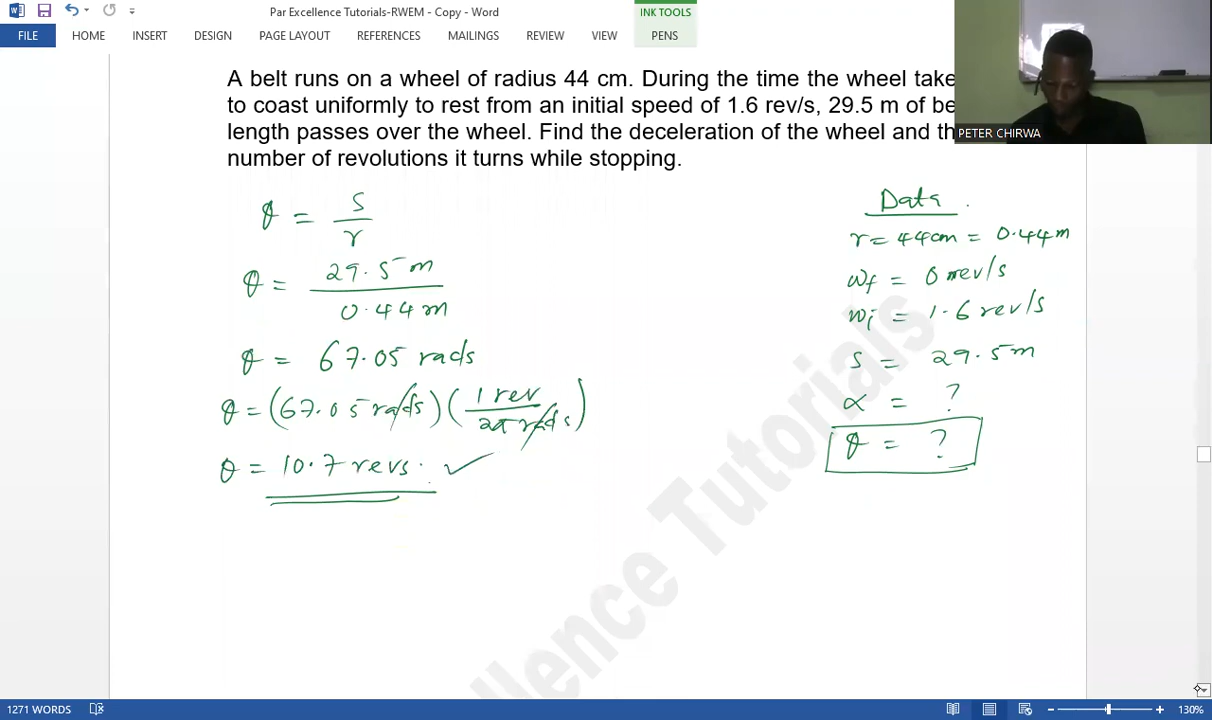 Par Excellence Tutorials-RWEM - Copy - Word
INK TOOLS
FILE HOME INSERT DESIGN PAGE LAYOUT REFERENCES MAILINGS REVIEW VIEW PENS
A belt runs on a wheel of radius 44 cm. During the time the wheel take
to coast uniformly to rest from an initial speed of 1.6 rev/s, 29.5 m of be
length passes over the wheel. Find the deceleration of the wheel and th
number of revolutions it turns while stopping.
PETER CHIRWA
θ = s/r
θ = 29.5 m / 0.44 m
θ = 67.05 rads
θ = (67.05 rads) (1 rev / 2π rads)
θ = 10.7 revs. ✓
Data
r = 44cm = 0.44m
ωf = 0 rev/s
ωi = 1.6 rev/s
s = 29.5m
α = ?
θ = ?
ellence Tutorials
1271 WORDS
130%